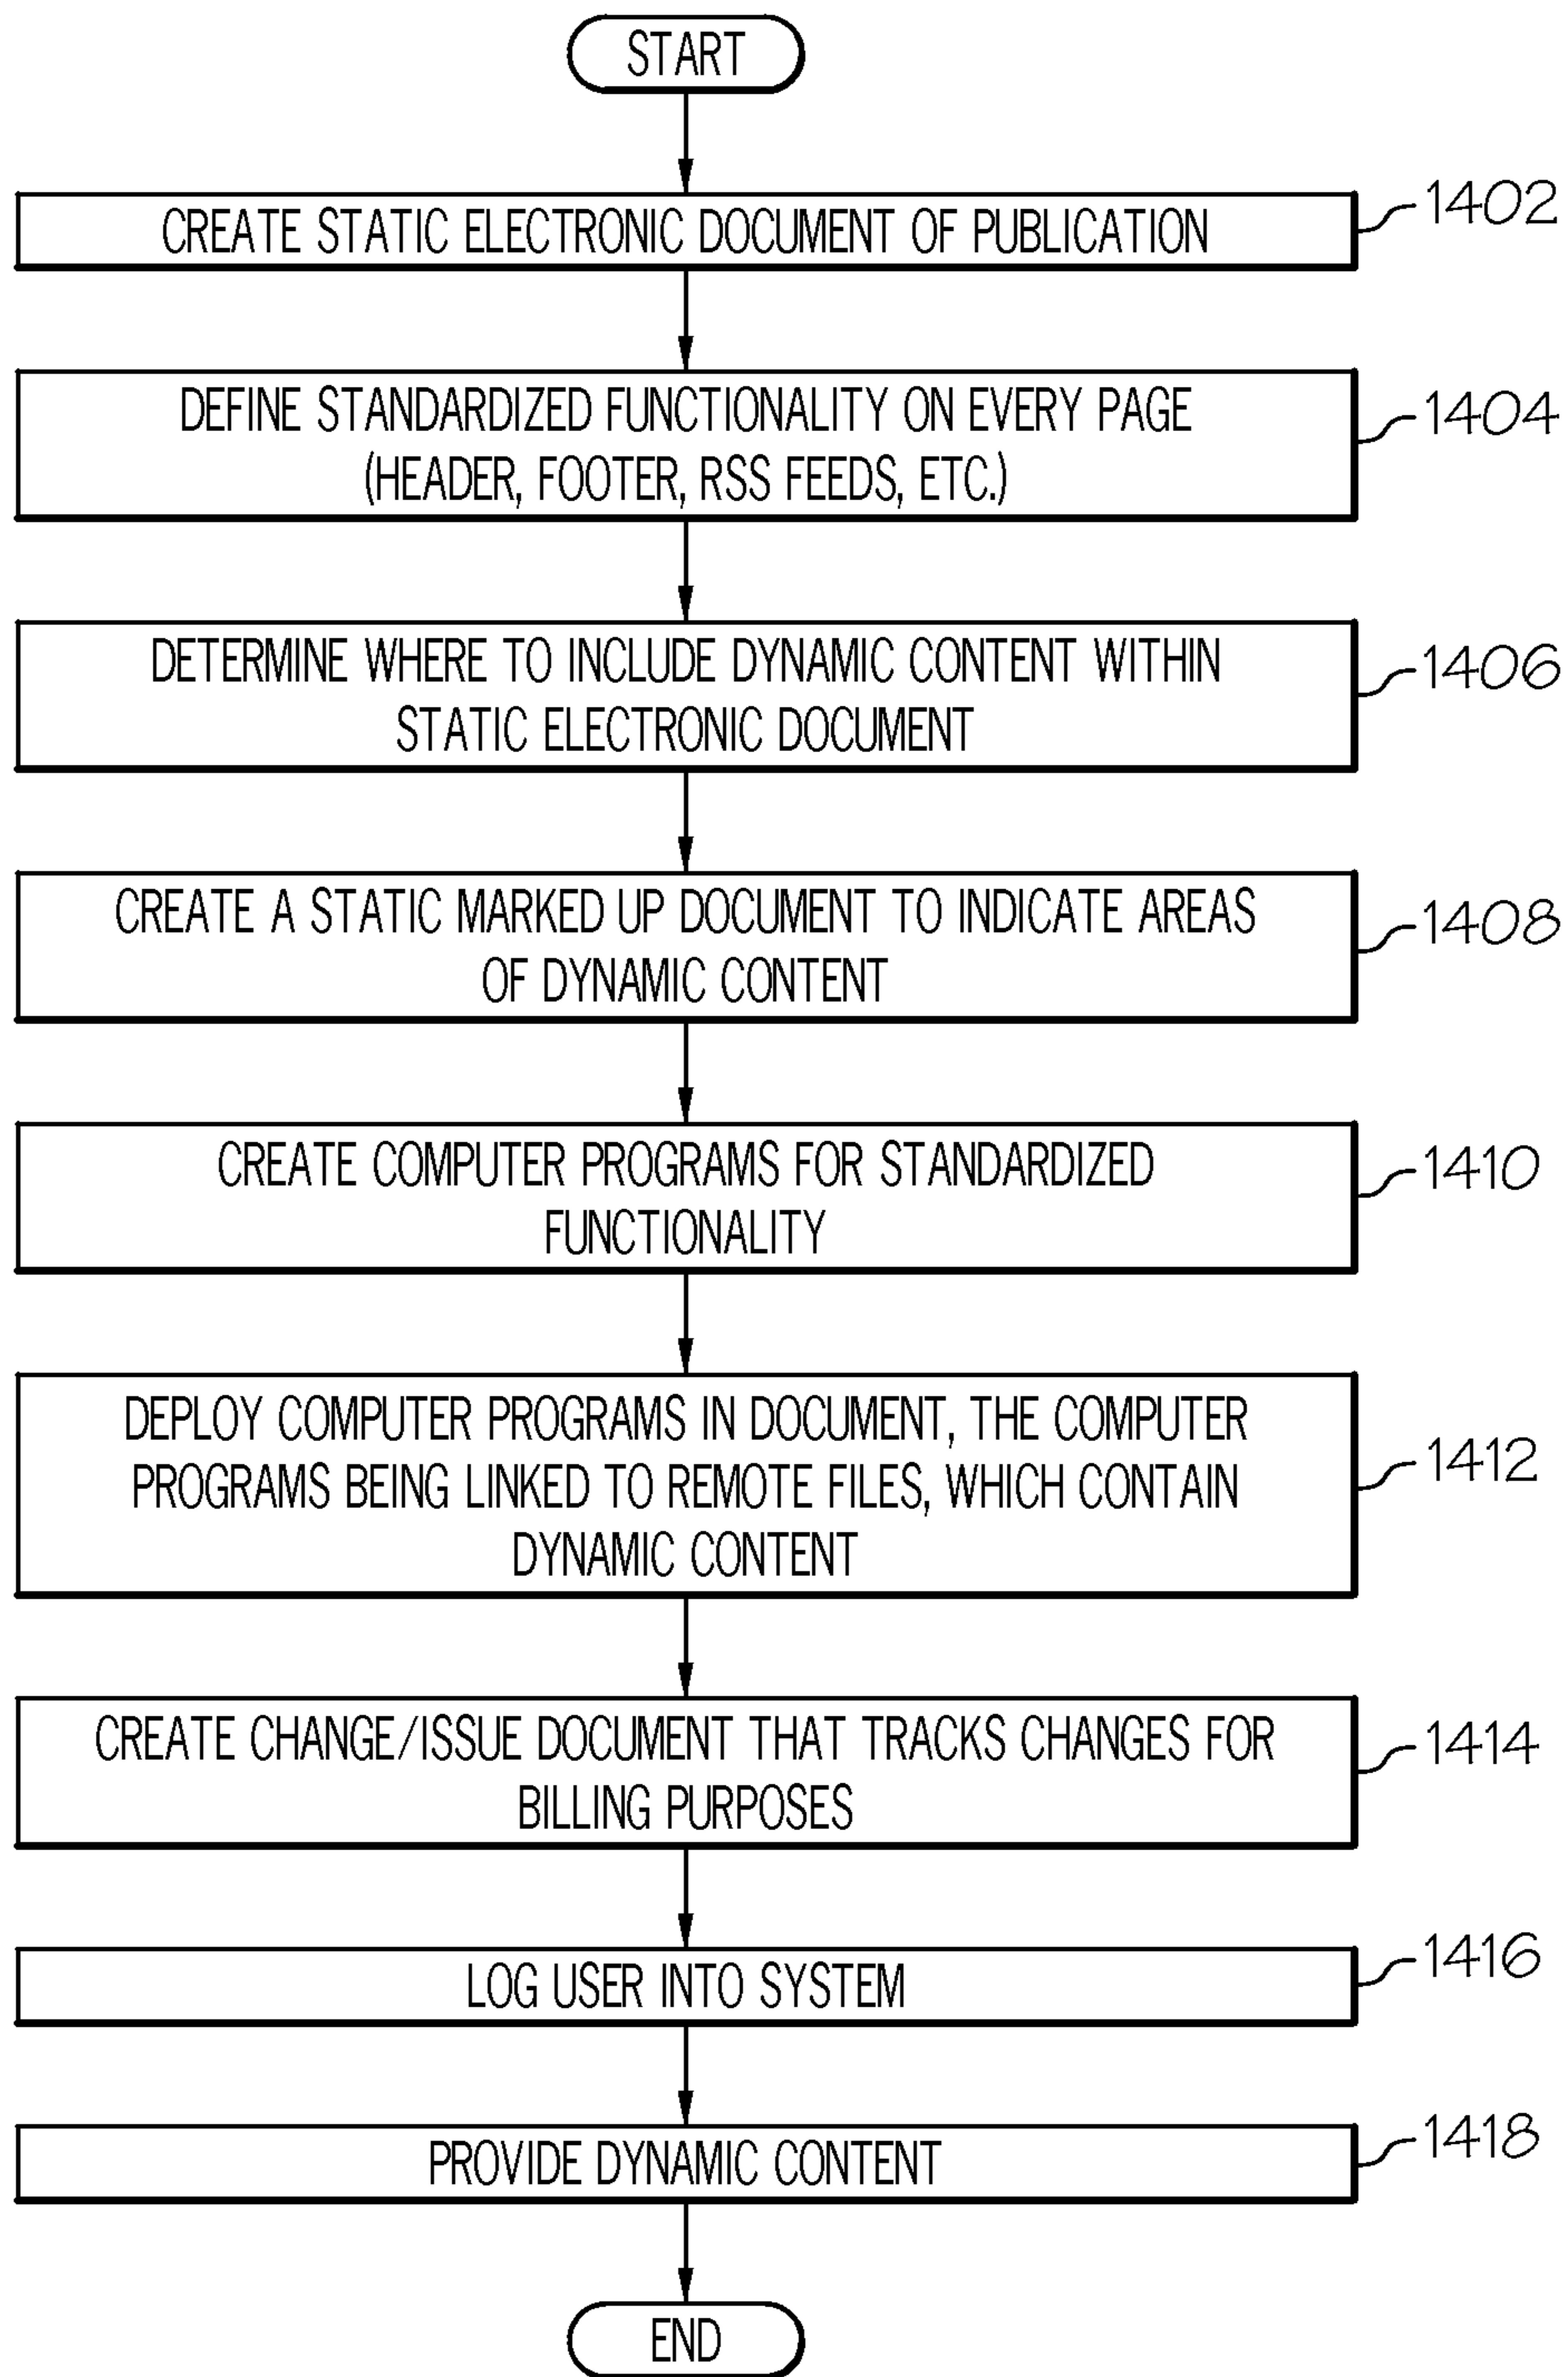 START
CREATE STATIC ELECTRONIC DOCUMENT OF PUBLICATION
1402
DEFINE STANDARDIZED FUNCTIONALITY ON EVERY PAGE
(HEADER, FOOTER, RSS FEEDS, ETC.)
1404
DETERMINE WHERE TO INCLUDE DYNAMIC CONTENT WITHIN
STATIC ELECTRONIC DOCUMENT
1406
CREATE A STATIC MARKED UP DOCUMENT TO INDICATE AREAS
OF DYNAMIC CONTENT
1408
CREATE COMPUTER PROGRAMS FOR STANDARDIZED
FUNCTIONALITY
1410
DEPLOY COMPUTER PROGRAMS IN DOCUMENT, THE COMPUTER
PROGRAMS BEING LINKED TO REMOTE FILES, WHICH CONTAIN
DYNAMIC CONTENT
1412
CREATE CHANGE/ISSUE DOCUMENT THAT TRACKS CHANGES FOR
BILLING PURPOSES
1414
LOG USER INTO SYSTEM
1416
PROVIDE DYNAMIC CONTENT
1418
END